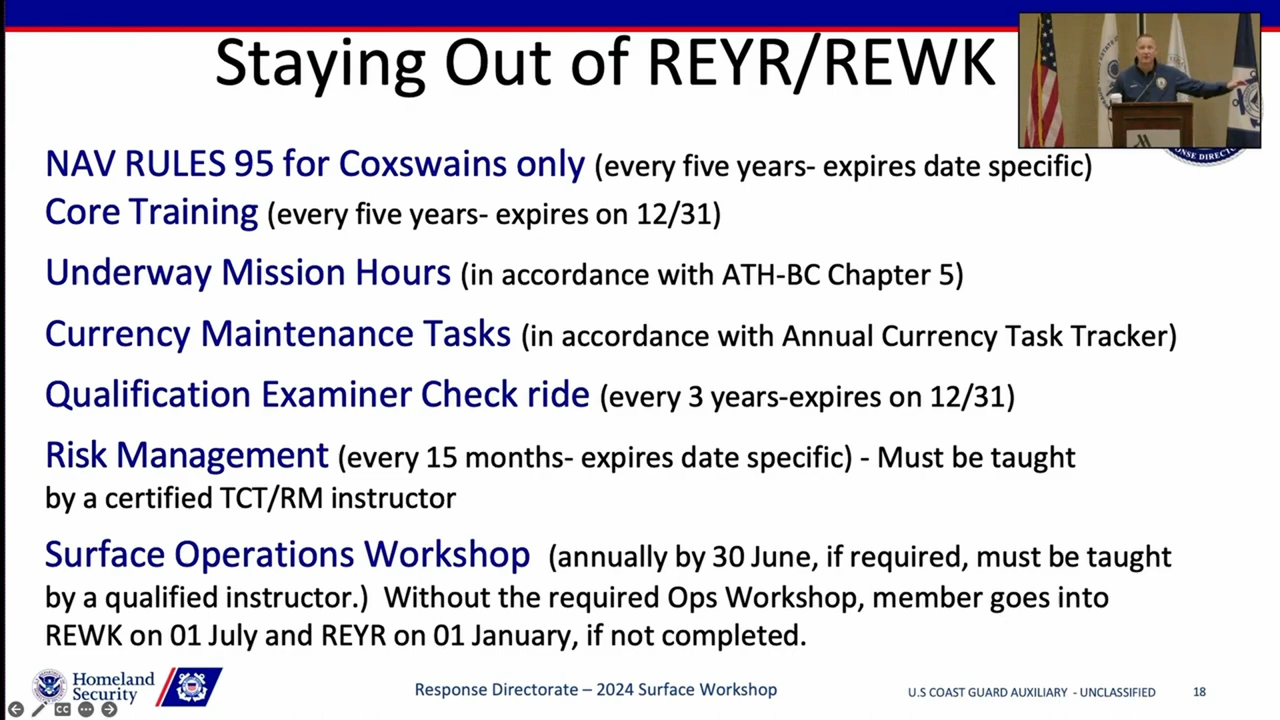 Staying Out of REYR/REWK
NAV RULES 95 for Coxswains only (every five years- expires date specific)
Core Training (every five years- expires on 12/31)
Underway Mission Hours (in accordance with ATH-BC Chapter 5)
Currency Maintenance Tasks (in accordance with Annual Currency Task Tracker)
Qualification Examiner Check ride (every 3 years-expires on 12/31)
Risk Management (every 15 months- expires date specific) - Must be taught
by a certified TCT/RM instructor
Surface Operations Workshop (annually by 30 June, if required, must be taught
by a qualified instructor.) Without the required Ops Workshop, member goes into
REWK on 01 July and REYR on 01 January, if not completed.
Homeland
Security
Response Directorate – 2024 Surface Workshop
U.S COAST GUARD AUXILIARY - UNCLASSIFIED
18
CC